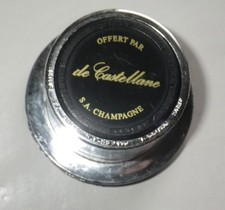 OFFERT PAR
de Castellane
S.A. CHAMPAGNE